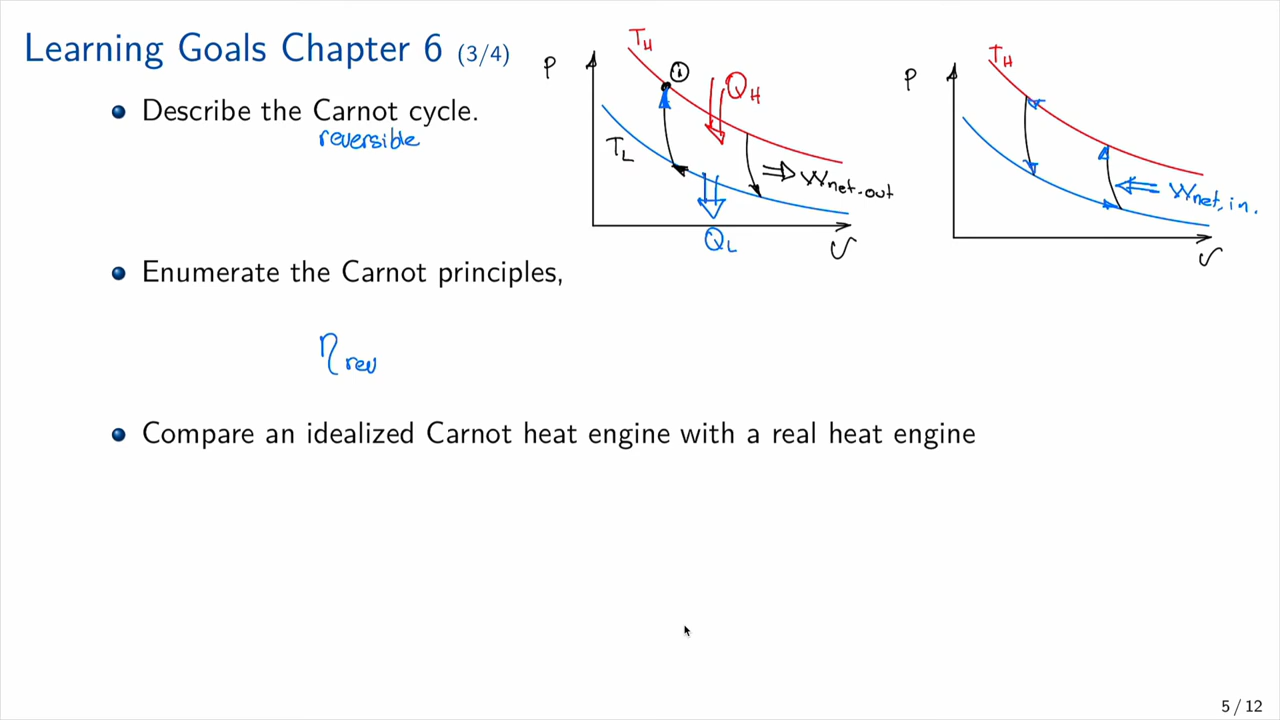 Learning Goals Chapter 6 (3/4)
• Describe the Carnot cycle.
reversible
• Enumerate the Carnot principles,
η rev
• Compare an idealized Carnot heat engine with a real heat engine
P
T_H
①
Q_H
T_L
W_net-out
Q_L
v
P
T_H
W_net,in.
v
5 / 12